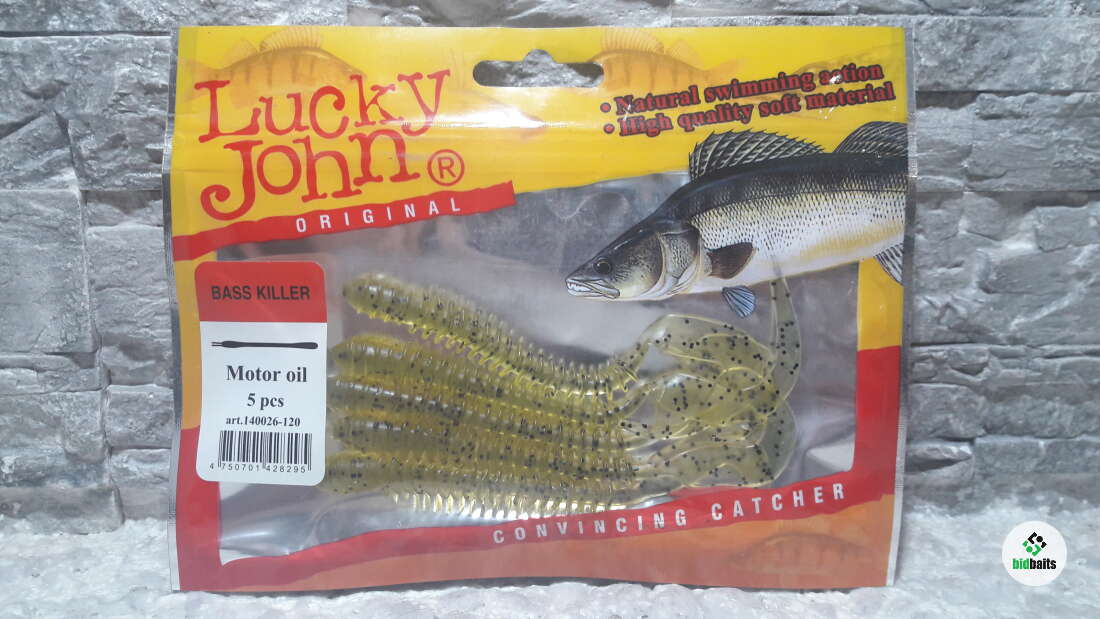 Lucky
John®
ORIGINAL
• Natural swimming action
• High quality soft material
BASS KILLER
Motor oil
5 pcs
art.140026-120
4 750701 428295
CONVINCING CATCHER
bidbaits